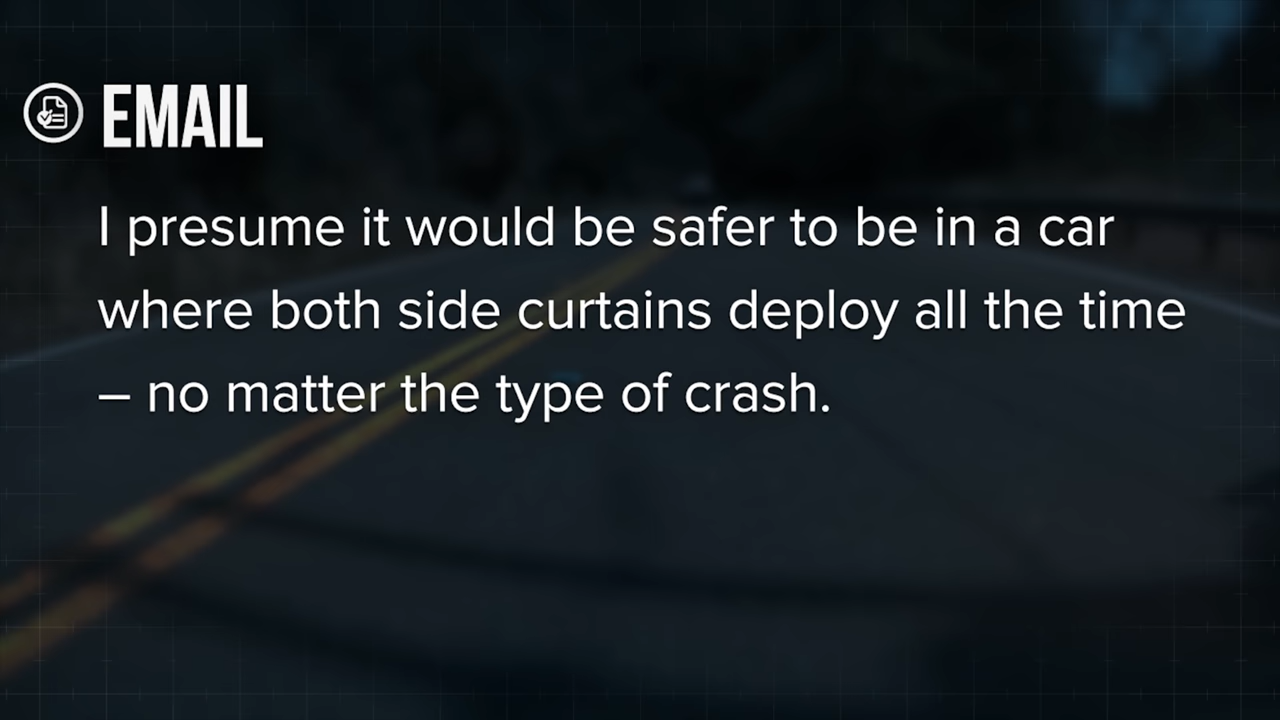 EMAIL
I presume it would be safer to be in a car
where both side curtains deploy all the time
– no matter the type of crash.